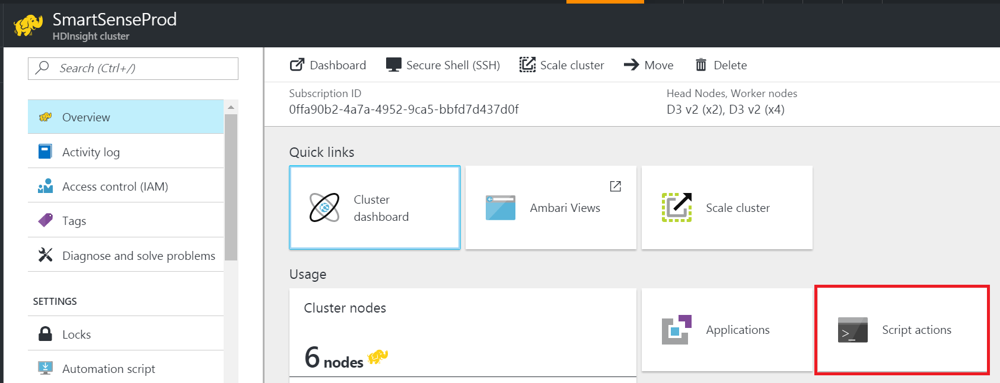 SmartSenseProd
HDInsight cluster
Search (Ctrl+/)
Overview
Activity log
Access control (IAM)
Tags
Diagnose and solve problems
SETTINGS
Locks
Automation script
Dashboard
Secure Shell (SSH)
Scale cluster
Move
Delete
Subscription ID
0ffa90b2-4a7a-4952-9ca5-bbfd7d437d0f
Head Nodes, Worker nodes
D3 v2 (x2), D3 v2 (x4)
Quick links
Cluster
dashboard
Ambari Views
Scale cluster
Usage
Cluster nodes
6 nodes
Applications
>_
Script actions